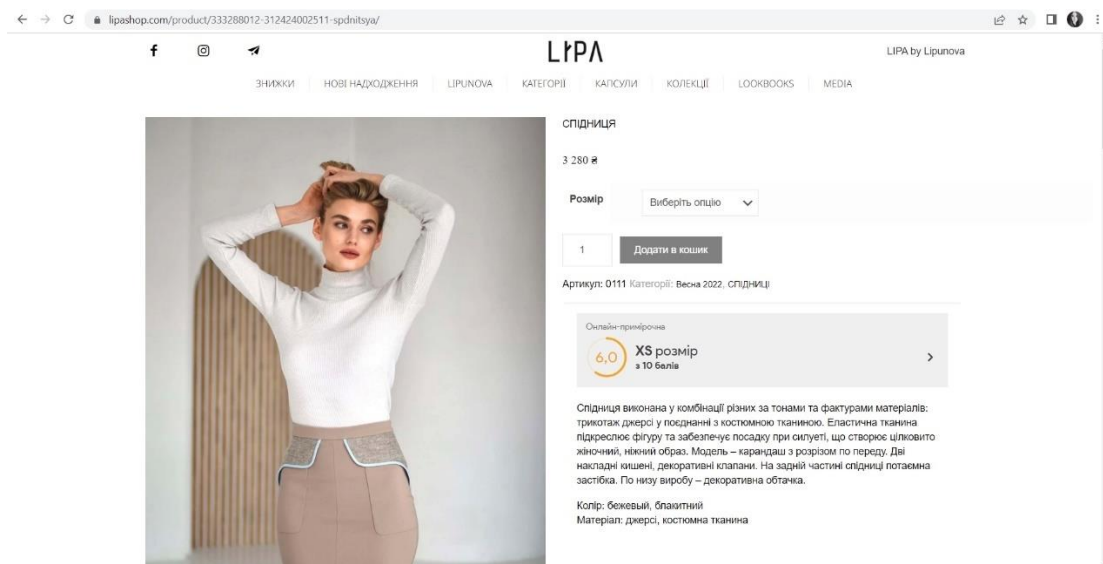 lipashop.com/product/333288012-312424002511-spdnitsya/
LIPA
LIPA by Lipunova
ЗНИЖКИ НОВІ НАДХОДЖЕННЯ LIPUNOVA КАТЕГОРІЇ КАПСУЛИ КОЛЕКЦІЇ LOOKBOOKS MEDIA
СПІДНИЦЯ
3 280 ₴
Розмір Виберіть опцію
1 Додати в кошик
Артикул: 0111 Категорії: Весна 2022, СПІДНИЦІ
Онлайн-примірочна
6,0 XS розмір
з 10 балів
Спідниця виконана у комбінації різних за тонами та фактурами матеріалів:
трикотаж джерсі у поєднанні з костюмною тканиною. Еластична тканина
підкреслює фігуру та забезпечує посадку при силуеті, що створює цілковито
жіночний, ніжний образ. Модель – карандаш з розрізом по переду. Дві
накладні кишені, декоративні клапани. На задній частині спідниці потаємна
застібка. По низу виробу – декоративна обтачка.
Колір: бежевый, блакитний
Матеріал: джерсі, костюмна тканина